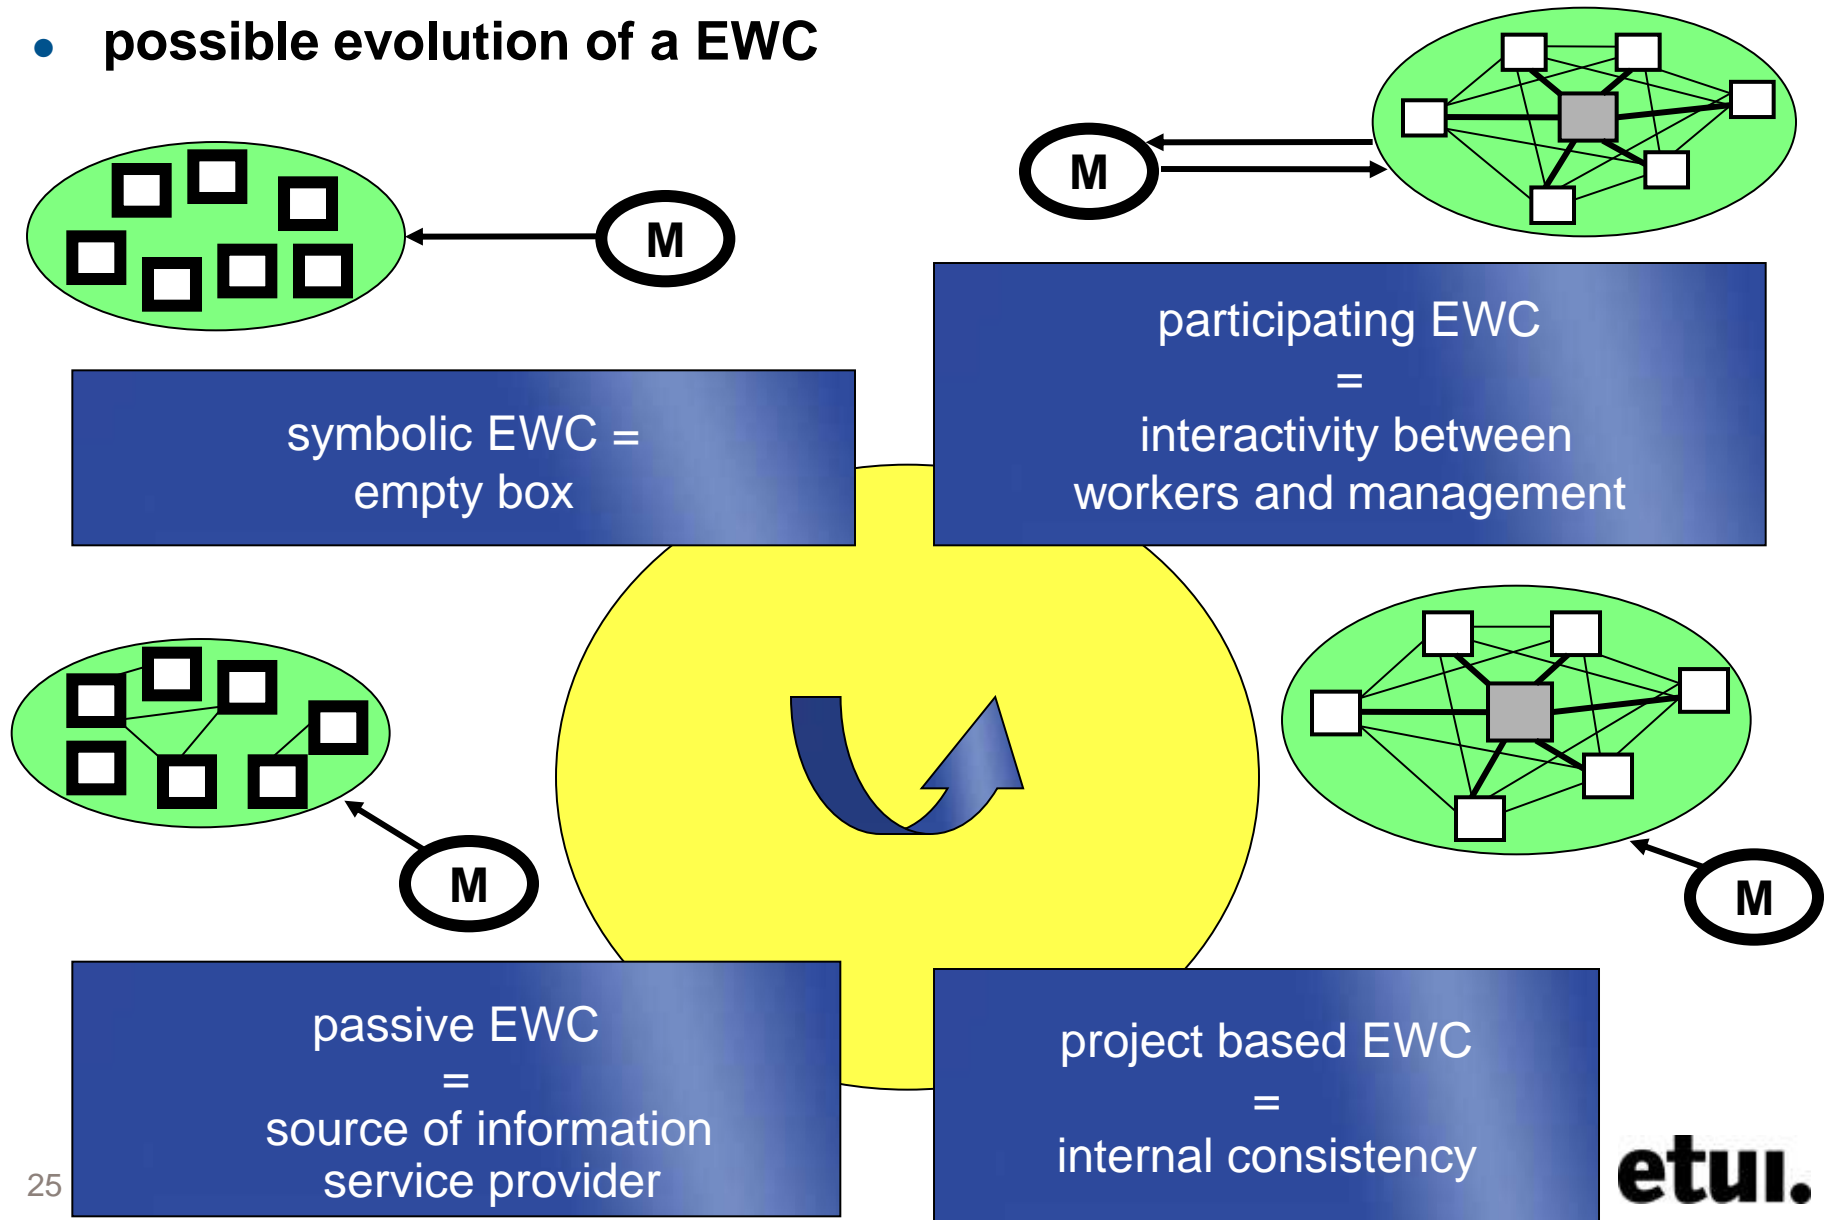 possible evolution of a EWC
M
M
symbolic EWC =
empty box
participating EWC
=
interactivity between
workers and management
M
M
passive EWC
=
source of information
service provider
project based EWC
=
internal consistency
25
etui.